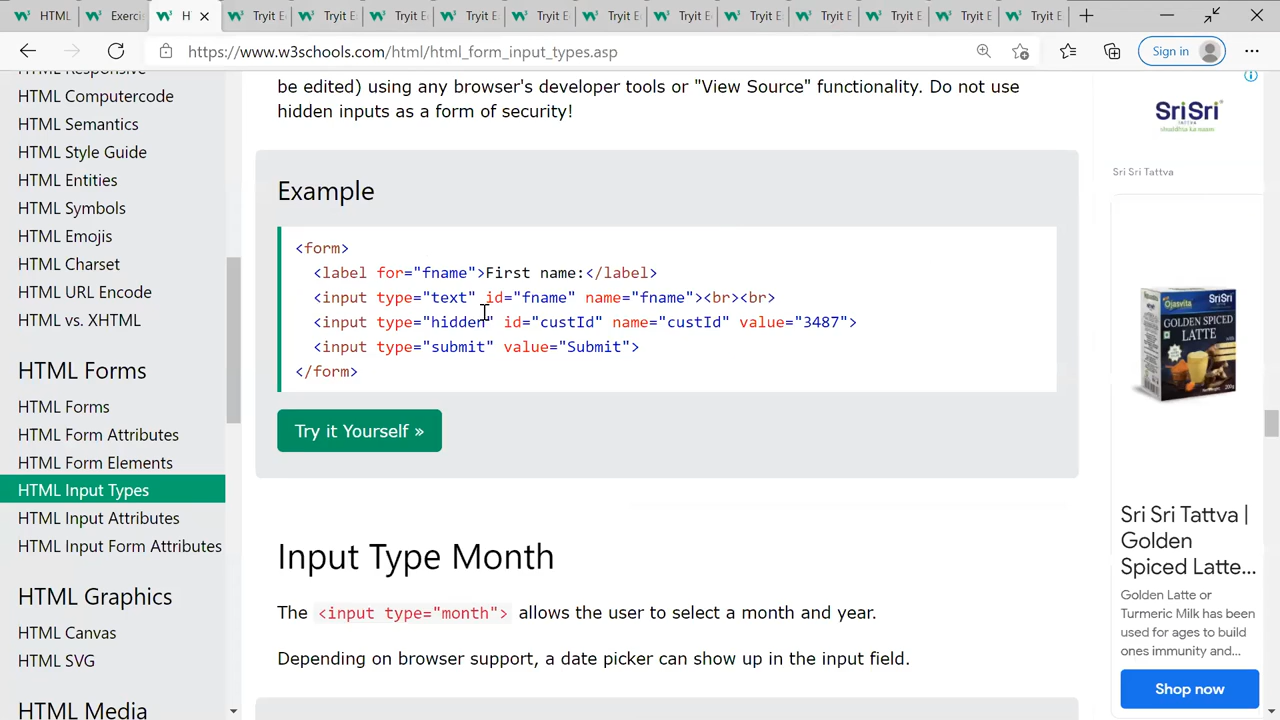 HTML
Exercis
H
Tryit E
Tryit E
Tryit E
Tryit E
Tryit E
Tryit E
Tryit E
Tryit E
Tryit E
Tryit E
Tryit E
Tryit E
https://www.w3schools.com/html/html_form_input_types.asp
Sign in
HTML Responsive
HTML Computercode
HTML Semantics
HTML Style Guide
HTML Entities
HTML Symbols
HTML Emojis
HTML Charset
HTML URL Encode
HTML vs. XHTML
HTML Forms
HTML Forms
HTML Form Attributes
HTML Form Elements
HTML Input Types
HTML Input Attributes
HTML Input Form Attributes
HTML Graphics
HTML Canvas
HTML SVG
HTML Media
be edited) using any browser's developer tools or "View Source" functionality. Do not use
hidden inputs as a form of security!
Example
<form>
<label for="fname">First name:</label>
<input type="text" id="fname" name="fname"><br><br>
<input type="hidden" id="custId" name="custId" value="3487">
<input type="submit" value="Submit">
</form>
Try it Yourself »
Input Type Month
The <input type="month"> allows the user to select a month and year.
Depending on browser support, a date picker can show up in the input field.
SriSri
TATTVA
Sri Sri Tattva
Ojasvita
SriSri
GOLDEN SPICED
LATTE
Sri Sri Tattva |
Golden
Spiced Latte...
Golden Latte or
Turmeric Milk has been
used for ages to build
ones immunity and...
Shop now